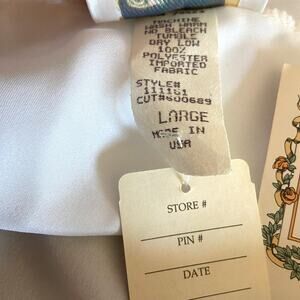 MACHINE
WASH WARM
NO BLEACH
TUMBLE
DRY LOW
100%
POLYESTER
IMPORTED
FABRIC
STYLE#
111161
CUT#600689
LARGE
MADE IN
USA
STORE #
PIN #
DATE